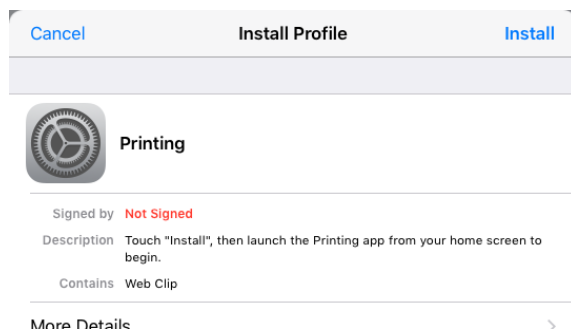 Cancel Install Profile Install
Printing
Signed by Not Signed
Description Touch "Install", then launch the Printing app from your home screen to
begin.
Contains Web Clip
More Details